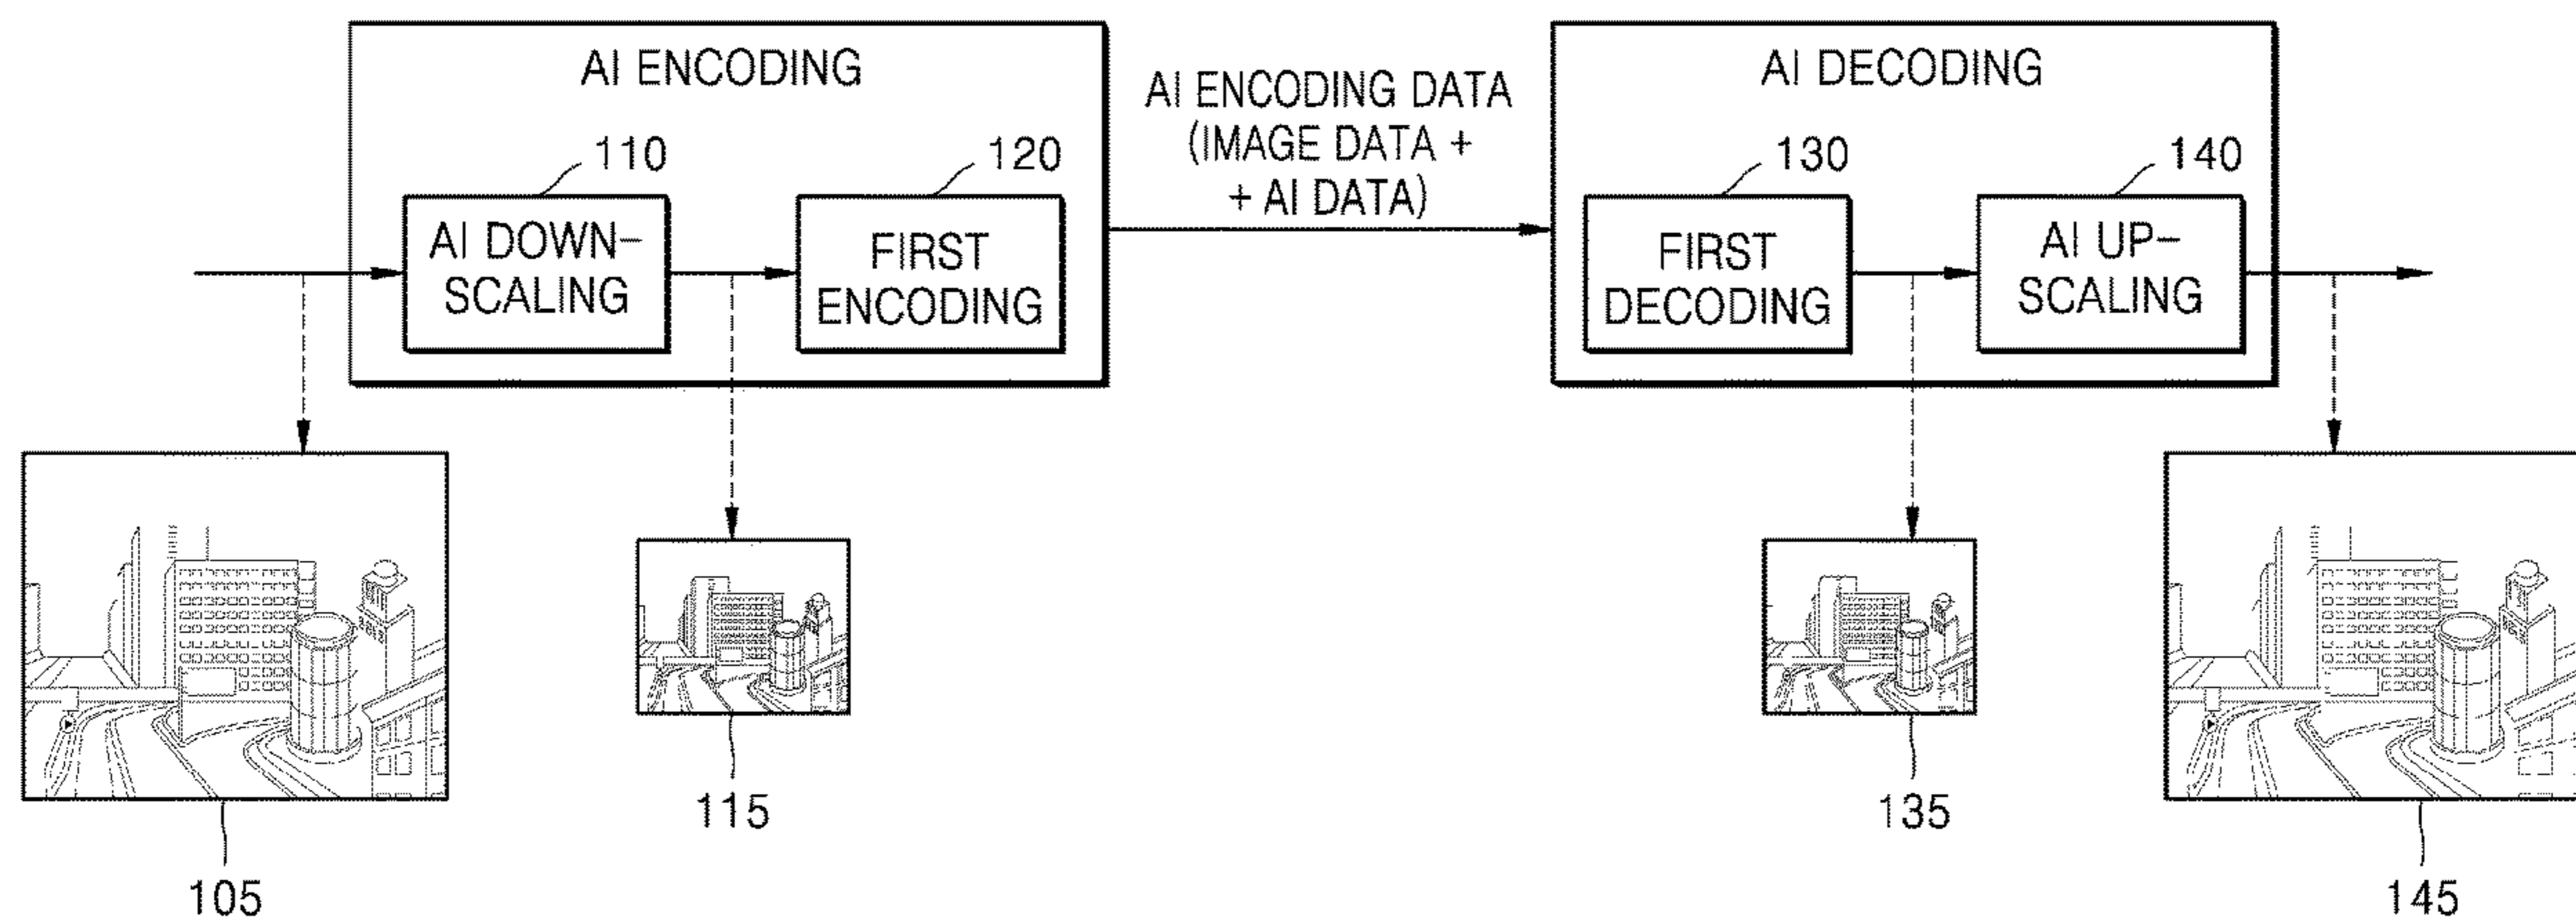 AI ENCODING
110
120
AI DOWN-
SCALING
FIRST
ENCODING
AI ENCODING DATA
(IMAGE DATA +
+ AI DATA)
AI DECODING
130
140
FIRST
DECODING
AI UP-
SCALING
105
115
135
145